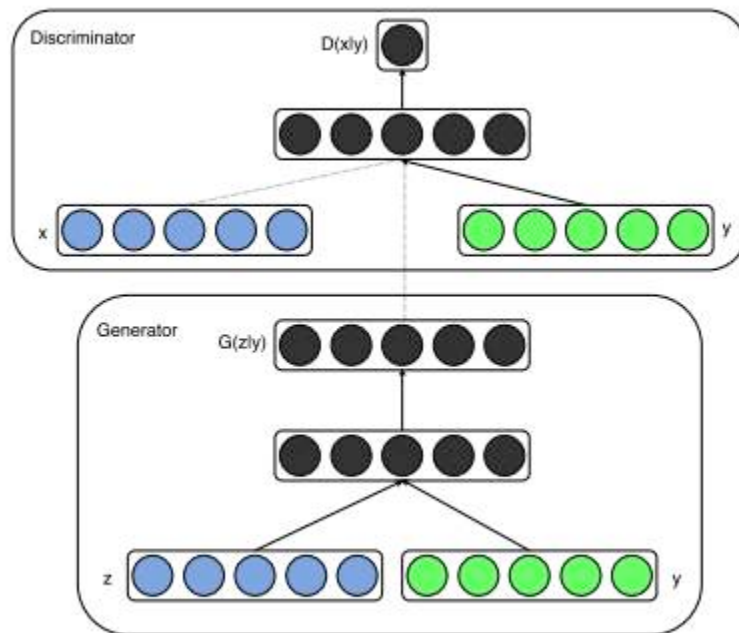 Discriminator
D(x|y)
x
y
Generator
G(z|y)
z
y